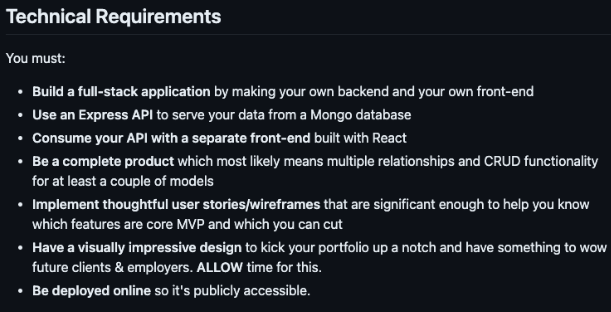 Technical Requirements
You must:
• Build a full-stack application by making your own backend and your own front-end
• Use an Express API to serve your data from a Mongo database
• Consume your API with a separate front-end built with React
• Be a complete product which most likely means multiple relationships and CRUD functionality
for at least a couple of models
• Implement thoughtful user stories/wireframes that are significant enough to help you know
which features are core MVP and which you can cut
• Have a visually impressive design to kick your portfolio up a notch and have something to wow
future clients & employers. ALLOW time for this.
• Be deployed online so it's publicly accessible.